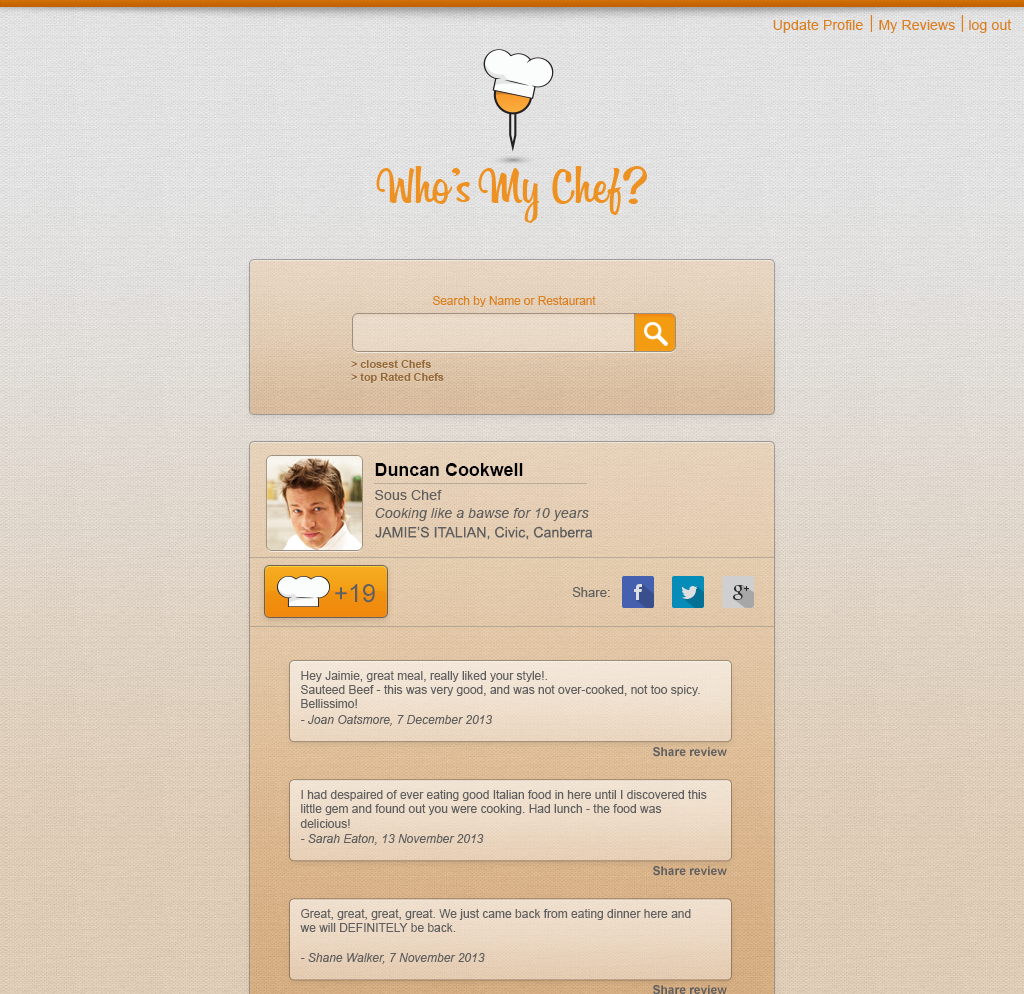 Update Profile | My Reviews | log out
Who's My Chef?
Search by Name or Restaurant
> closest Chefs
> top Rated Chefs
Duncan Cookwell
Sous Chef
Cooking like a bawse for 10 years
JAMIE'S ITALIAN, Civic, Canberra
+19
Share:
f
g+
Hey Jaimie, great meal, really liked your style!.
Sauteed Beef - this was very good, and was not over-cooked, not too spicy.
Bellissimo!
- Joan Oatsmore, 7 December 2013
Share review
I had despaired of ever eating good Italian food in here until I discovered this
little gem and found out you were cooking. Had lunch - the food was
delicious!
- Sarah Eaton, 13 November 2013
Share review
Great, great, great, great. We just came back from eating dinner here and
we will DEFINITELY be back.
- Shane Walker, 7 November 2013
Share review